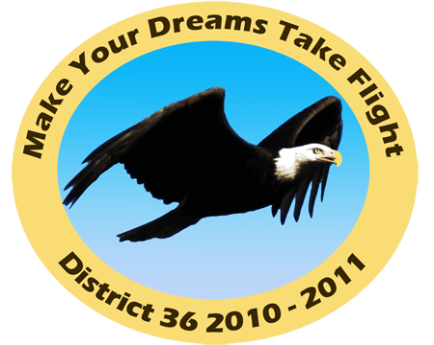 Make Your Dreams Take Flight
District 36 2010 - 2011